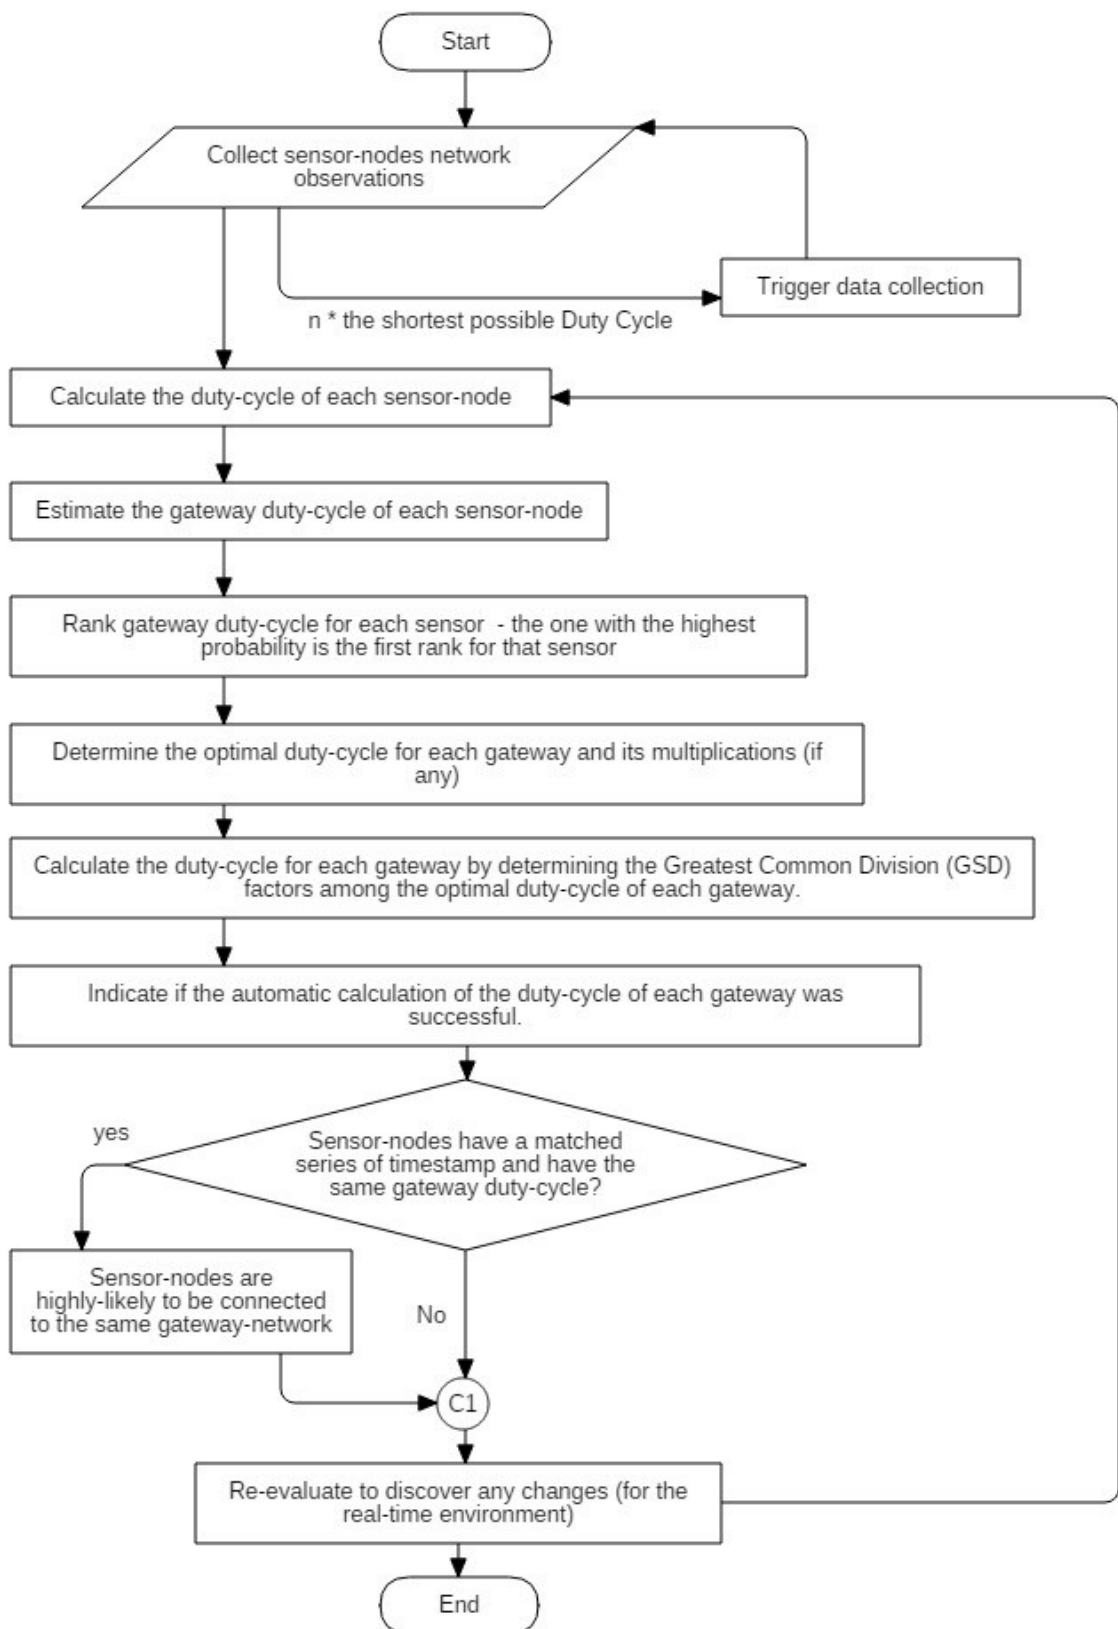 Start
Collect sensor-nodes network
observations
Trigger data collection
n * the shortest possible Duty Cycle
Calculate the duty-cycle of each sensor-node
Estimate the gateway duty-cycle of each sensor-node
Rank gateway duty-cycle for each sensor  - the one with the highest
probability is the first rank for that sensor
Determine the optimal duty-cycle for each gateway and its multiplications (if
any)
Calculate the duty-cycle for each gateway by determining the Greatest Common Division (GSD)
factors among the optimal duty-cycle of each gateway.
Indicate if the automatic calculation of the duty-cycle of each gateway was
successful.
yes
Sensor-nodes have a matched
series of timestamp and have the
same gateway duty-cycle?
Sensor-nodes are
highly-likely to be connected
to the same gateway-network
No
C1
Re-evaluate to discover any changes (for the
real-time environment)
End